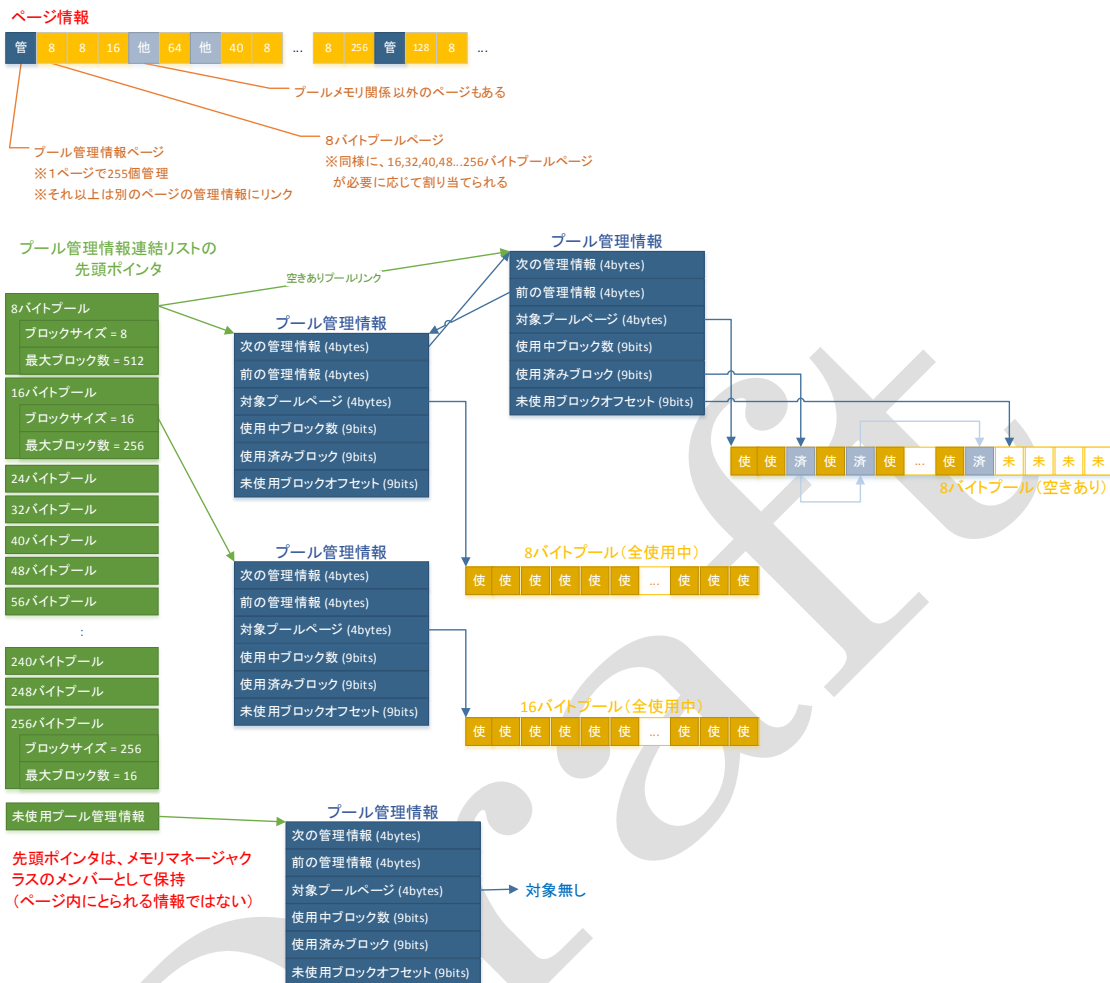 ページ情報
管 8 8 16 他 64 他 40 8 ... 8 256 管 128 8 ...
プールメモリ関係以外のページもある
プール管理情報ページ
※1ページで255個管理
※それ以上は別のページの管理情報にリンク
8バイトプールページ
※同様に、16,32,40,48...256バイトプールページ
が必要に応じて割り当てられる
プール管理情報連結リストの
先頭ポインタ
空きありプールリンク
8バイトプール
ブロックサイズ = 8
最大ブロック数 = 512
16バイトプール
ブロックサイズ = 16
最大ブロック数 = 256
24バイトプール
32バイトプール
40バイトプール
48バイトプール
56バイトプール
:
240バイトプール
248バイトプール
256バイトプール
ブロックサイズ = 256
最大ブロック数 = 16
未使用プール管理情報
先頭ポインタは、メモリマネージャク
ラスのメンバーとして保持
(ページ内にとられる情報ではない)
プール管理情報
次の管理情報 (4bytes)
前の管理情報 (4bytes)
対象プールページ (4bytes)
使用中ブロック数 (9bits)
使用済みブロック (9bits)
未使用ブロックオフセット (9bits)
プール管理情報
次の管理情報 (4bytes)
前の管理情報 (4bytes)
対象プールページ (4bytes)
使用中ブロック数 (9bits)
使用済みブロック (9bits)
未使用ブロックオフセット (9bits)
使 使 済 使 済 使 ... 使 済 未 未 未 未
8バイトプール(空きあり)
8バイトプール(全使用中)
使 使 使 使 使 使 ... 使 使 使
プール管理情報
次の管理情報 (4bytes)
前の管理情報 (4bytes)
対象プールページ (4bytes)
使用中ブロック数 (9bits)
使用済みブロック (9bits)
未使用ブロックオフセット (9bits)
16バイトプール(全使用中)
使 使 使 使 使 使 ... 使 使 使
プール管理情報
次の管理情報 (4bytes)
前の管理情報 (4bytes)
対象プールページ (4bytes)
使用中ブロック数 (9bits)
使用済みブロック (9bits)
未使用ブロックオフセット (9bits)
対象無し
Draft